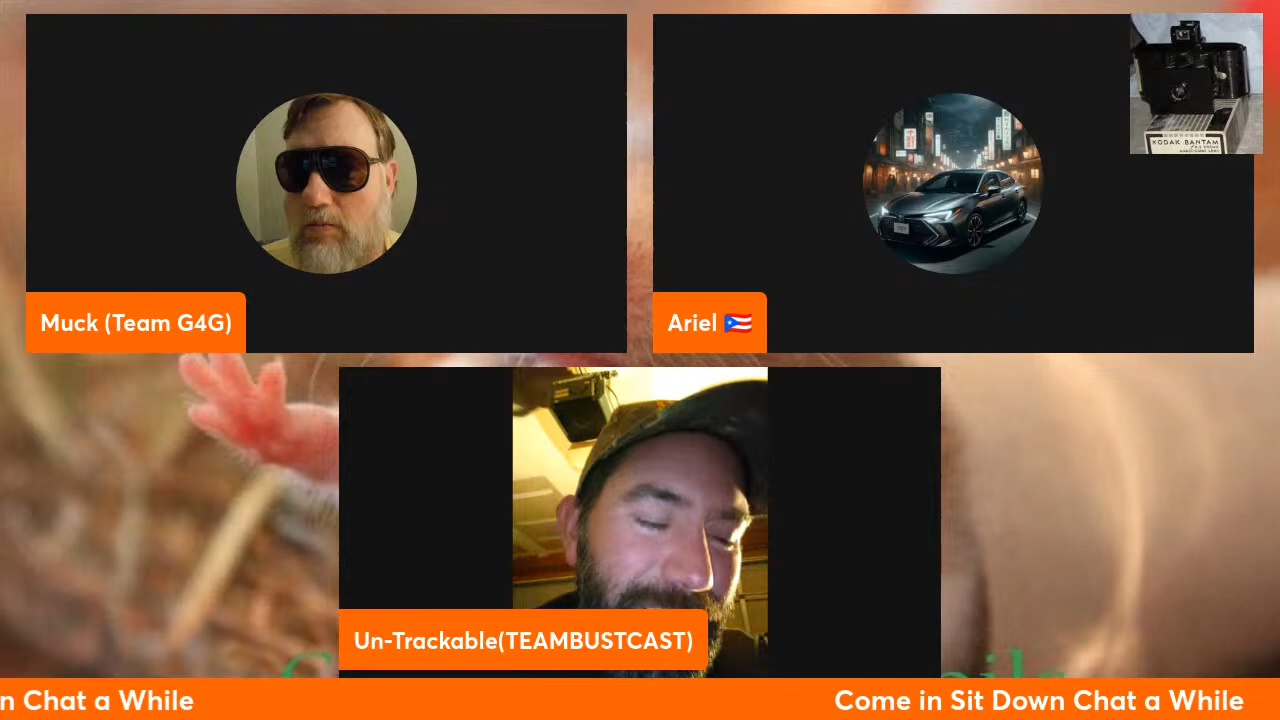 KODAK BANTAM
Muck (Team G4G)
Ariel
Un-Trackable(TEAMBUSTCAST)
n Chat a While
Come in Sit Down Chat a While